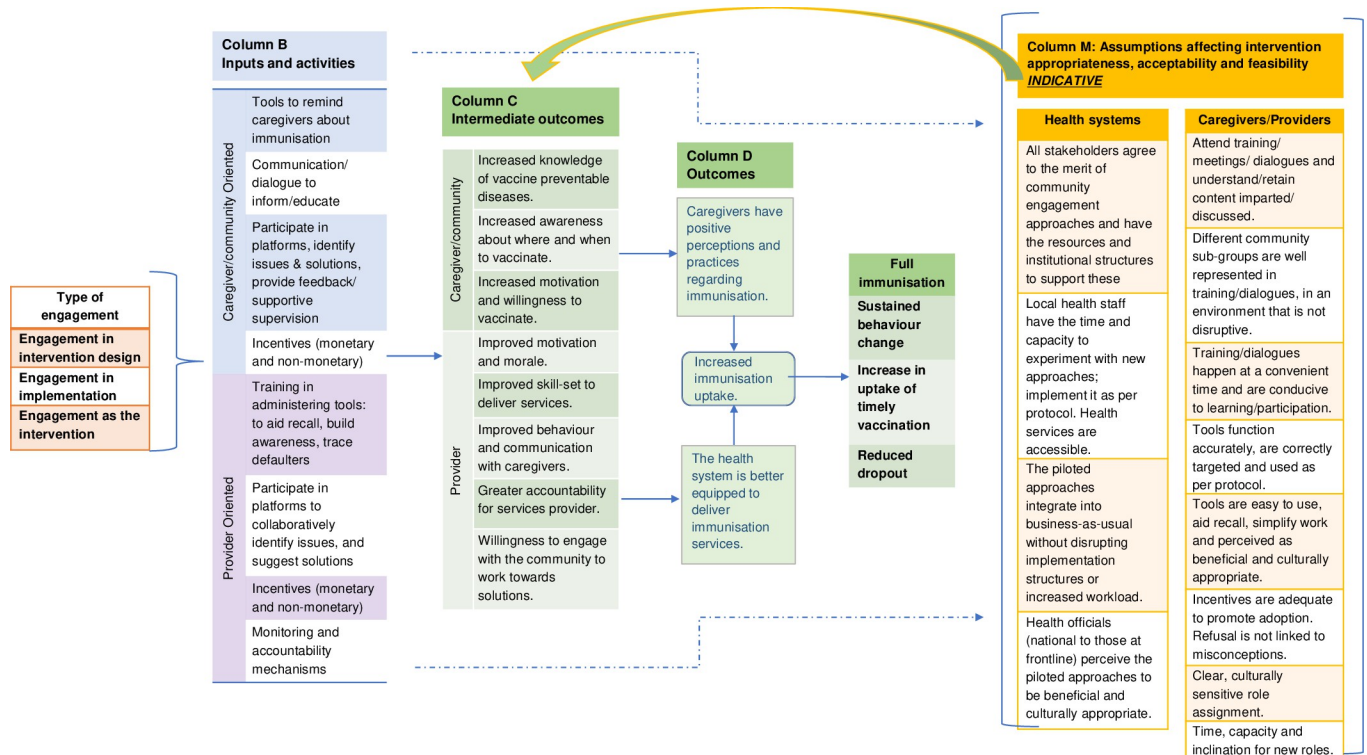 Type of
engagement
Engagement in
intervention design
Engagement in
implementation
Engagement as the
intervention
Column B
Inputs and activities
Caregiver/community Oriented
Tools to remind
caregivers about
immunisation
Communication/
dialogue to
inform/educate
Participate in
platforms, identify
issues & solutions,
provide feedback/
supportive
supervision
Incentives (monetary
and non-monetary)
Provider Oriented
Training in
administering tools:
to aid recall, build
awareness, trace
defaulters
Participate in
platforms to
collaboratively
identify issues, and
suggest solutions
Incentives (monetary
and non-monetary)
Monitoring and
accountability
mechanisms
Column C
Intermediate outcomes
Caregiver/community
Increased knowledge
of vaccine preventable
diseases.
Increased awareness
about where and when
to vaccinate.
Increased motivation
and willingness to
vaccinate.
Provider
Improved motivation
and morale.
Improved skill-set to
deliver services.
Improved behaviour
and communication
with caregivers.
Greater accountability
for services provider.
Willingness to engage
with the community to
work towards
solutions.
Column D
Outcomes
Caregivers have
positive
perceptions and
practices
regarding
immunisation.
Increased
immunisation
uptake.
The health
system is better
equipped to
deliver
immunisation
services.
Full
immunisation
Sustained
behaviour
change
Increase in
uptake of
timely
vaccination
Reduced
dropout
Column M: Assumptions affecting intervention
appropriateness, acceptability and feasibility
INDICATIVE
Health systems
All stakeholders agree
to the merit of
community
engagement
approaches and have
the resources and
institutional structures
to support these
Local health staff
have the time and
capacity to
experiment with new
approaches;
implement it as per
protocol. Health
services are
accessible.
The piloted
approaches
integrate into
business-as-usual
without disrupting
implementation
structures or
increased workload.
Health officials
(national to those at
frontline) perceive the
piloted approaches to
be beneficial and
culturally appropriate.
Caregivers/Providers
Attend training/
meetings/ dialogues and
understand/retain
content imparted/
discussed.
Different community
sub-groups are well
represented in
training/dialogues, in an
environment that is not
disruptive.
Training/dialogues
happen at a convenient
time and are conducive
to learning/participation.
Tools function
accurately, are correctly
targeted and used as
per protocol.
Tools are easy to use,
aid recall, simplify work
and perceived as
beneficial and culturally
appropriate.
Incentives are adequate
to promote adoption.
Refusal is not linked to
misconceptions.
Clear, culturally
sensitive role
assignment.
Time, capacity and
inclination for new roles.